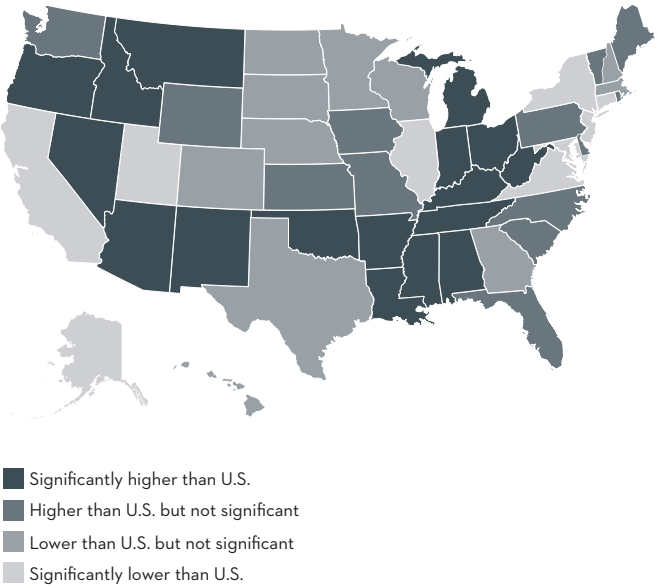 Significantly higher than U.S.
Higher than U.S. but not significant
Lower than U.S. but not significant
Significantly lower than U.S.